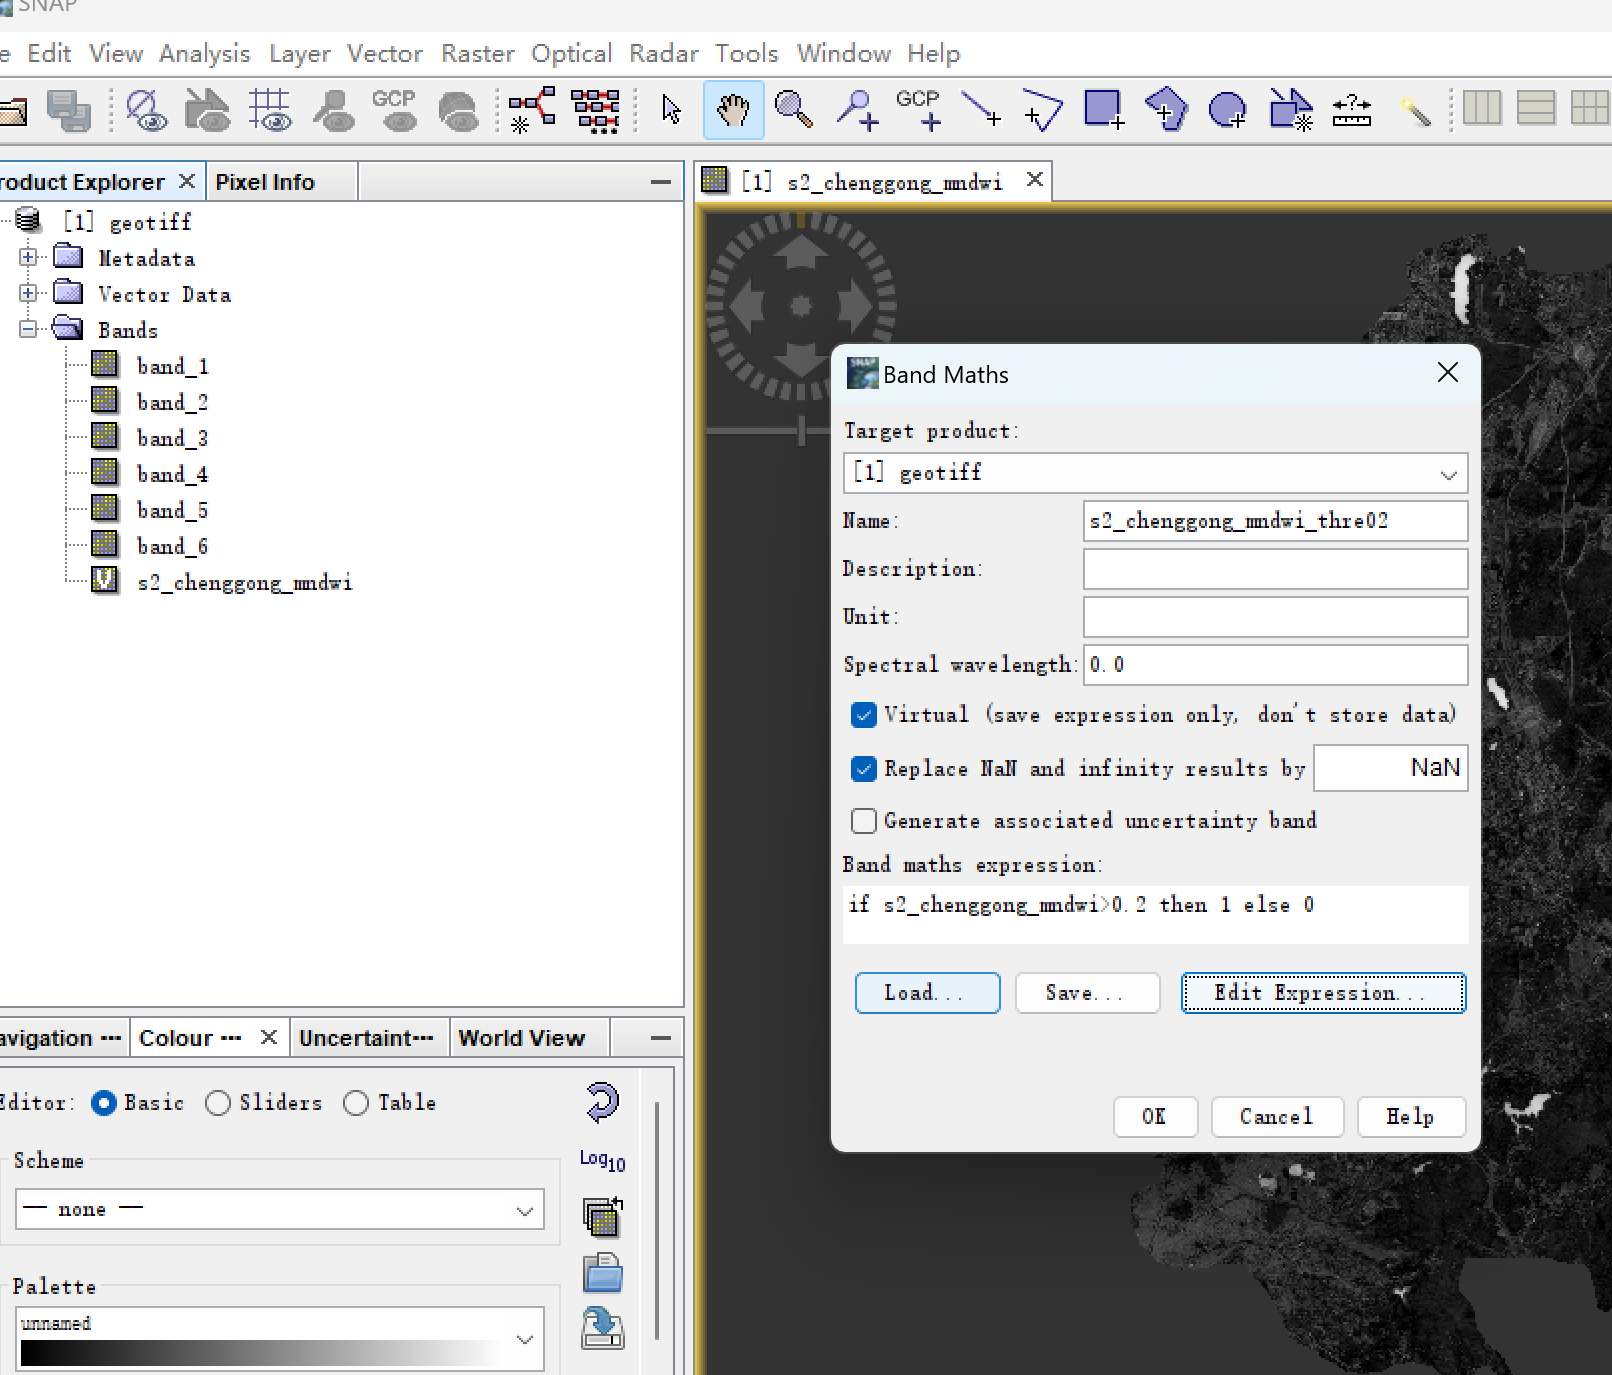 SNAP
e Edit View Analysis Layer Vector Raster Optical Radar Tools Window Help
GCP
GCP
roduct Explorer
Pixel Info
[1] s2_chenggong_mndwi
[1] geotiff
Metadata
Vector Data
Bands
band_1
band_2
band_3
band_4
band_5
band_6
s2_chenggong_mndwi
Band Maths
Target product:
[1] geotiff
Name:
s2_chenggong_mndwi_thre02
Description:
Unit:
Spectral wavelength:
0.0
Virtual (save expression only, don't store data)
Replace NaN and infinity results by
NaN
Generate associated uncertainty band
Band maths expression:
if s2_chenggong_mndwi>0.2 then 1 else 0
Load...
Save...
Edit Expression...
OK
Cancel
Help
avigation ...
Colour ...
Uncertaint...
World View
Editor:
Basic
Sliders
Table
Log10
Scheme
— none —
Palette
unnamed